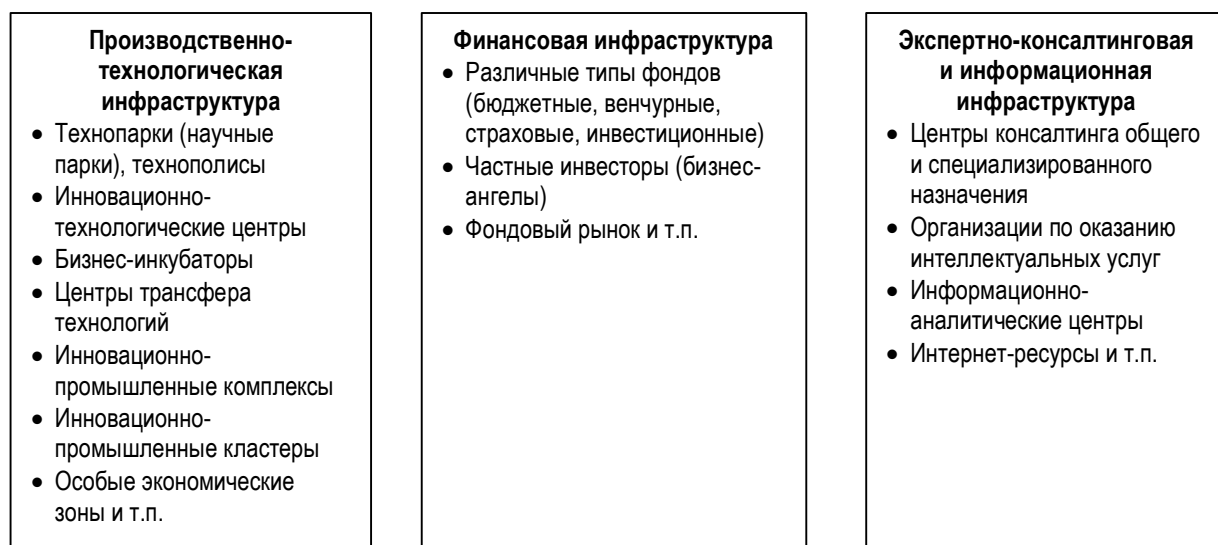 Производственно-
технологическая
инфраструктура
• Технопарки (научные
парки), технополисы
• Инновационно-
технологические центры
• Бизнес-инкубаторы
• Центры трансфера
технологий
• Инновационно-
промышленные комплексы
• Инновационно-
промышленные кластеры
• Особые экономические
зоны и т.п.
Финансовая инфраструктура
• Различные типы фондов
(бюджетные, венчурные,
страховые, инвестиционные)
• Частные инвесторы (бизнес-
ангелы)
• Фондовый рынок и т.п.
Экспертно-консалтинговая
и информационная
инфраструктура
• Центры консалтинга общего
и специализированного
назначения
• Организации по оказанию
интеллектуальных услуг
• Информационно-
аналитические центры
• Интернет-ресурсы и т.п.